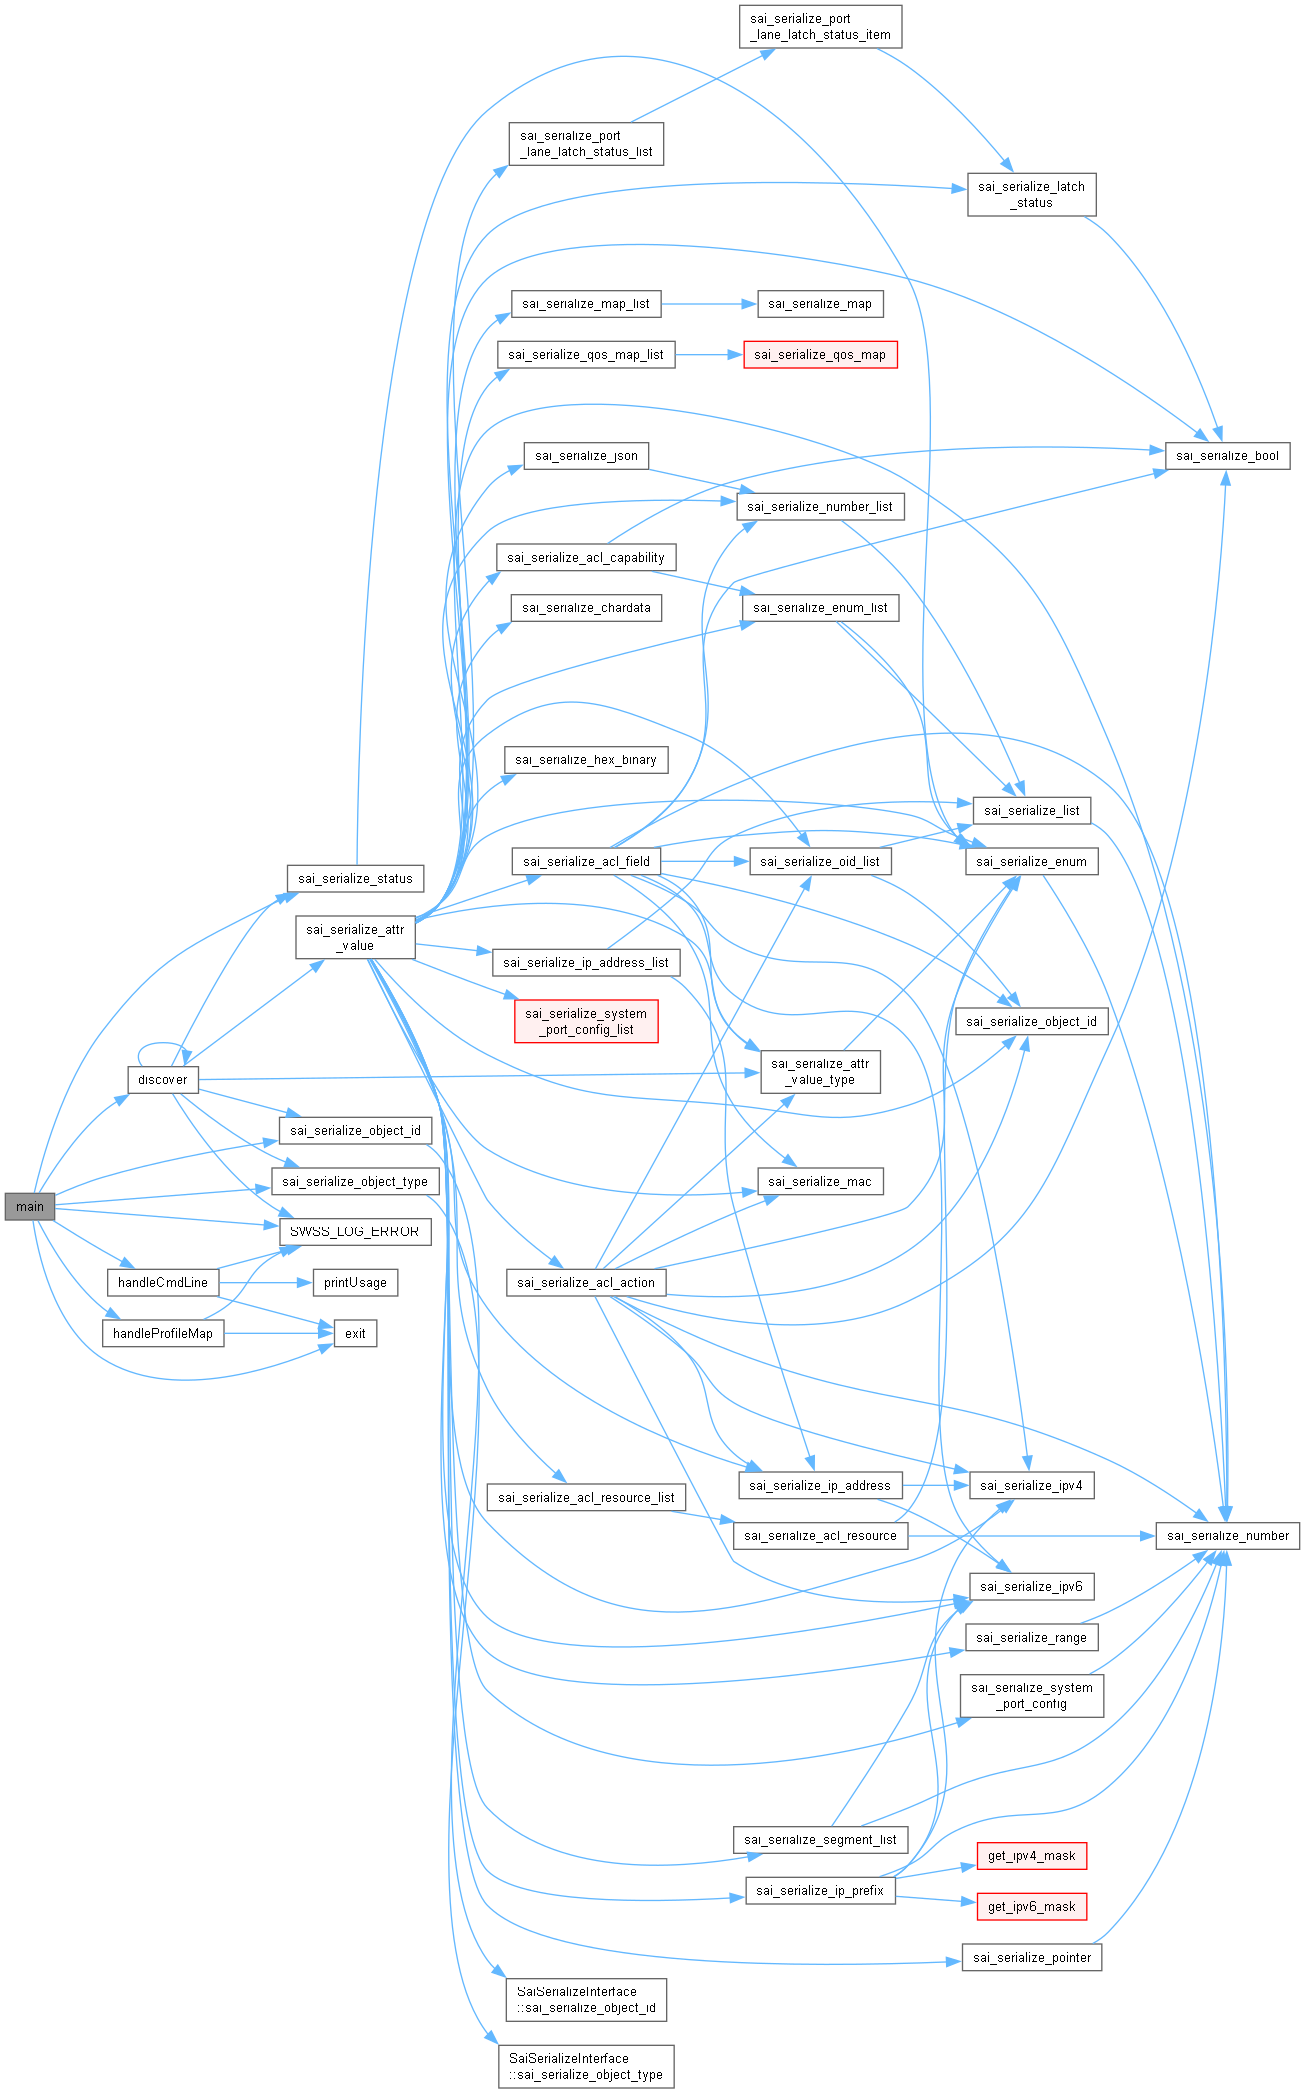 sai_serialize_port
_lane_latch_status_item
sai_serialize_port
_lane_latch_status_list
sai_serialize_latch
_status
sai_serialize_map_list
sai_serialize_map
sai_serialize_qos_map_list
sai_serialize_qos_map
sai_serialize_json
sai_serialize_bool
sai_serialize_number_list
sai_serialize_acl_capability
sai_serialize_chardata
sai_serialize_enum_list
sai_serialize_hex_binary
sai_serialize_list
sai_serialize_acl_field
sai_serialize_oid_list
sai_serialize_enum
sai_serialize_status
sai_serialize_attr
_value
sai_serialize_ip_address_list
sai_serialize_system
_port_config_list
sai_serialize_object_id
discover
sai_serialize_attr
_value_type
sai_serialize_object_id
sai_serialize_object_type
sai_serialize_mac
main
SWSS_LOG_ERROR
handleCmdLine
printUsage
sai_serialize_acl_action
handleProfileMap
exit
sai_serialize_ip_address
sai_serialize_ipv4
sai_serialize_acl_resource_list
sai_serialize_acl_resource
sai_serialize_number
sai_serialize_ipv6
sai_serialize_range
sai_serialize_system
_port_config
sai_serialize_segment_list
get_ipv4_mask
sai_serialize_ip_prefix
get_ipv6_mask
sai_serialize_pointer
SaiSerializeInterface
::sai_serialize_object_id
SaiSerializeInterface
::sai_serialize_object_type